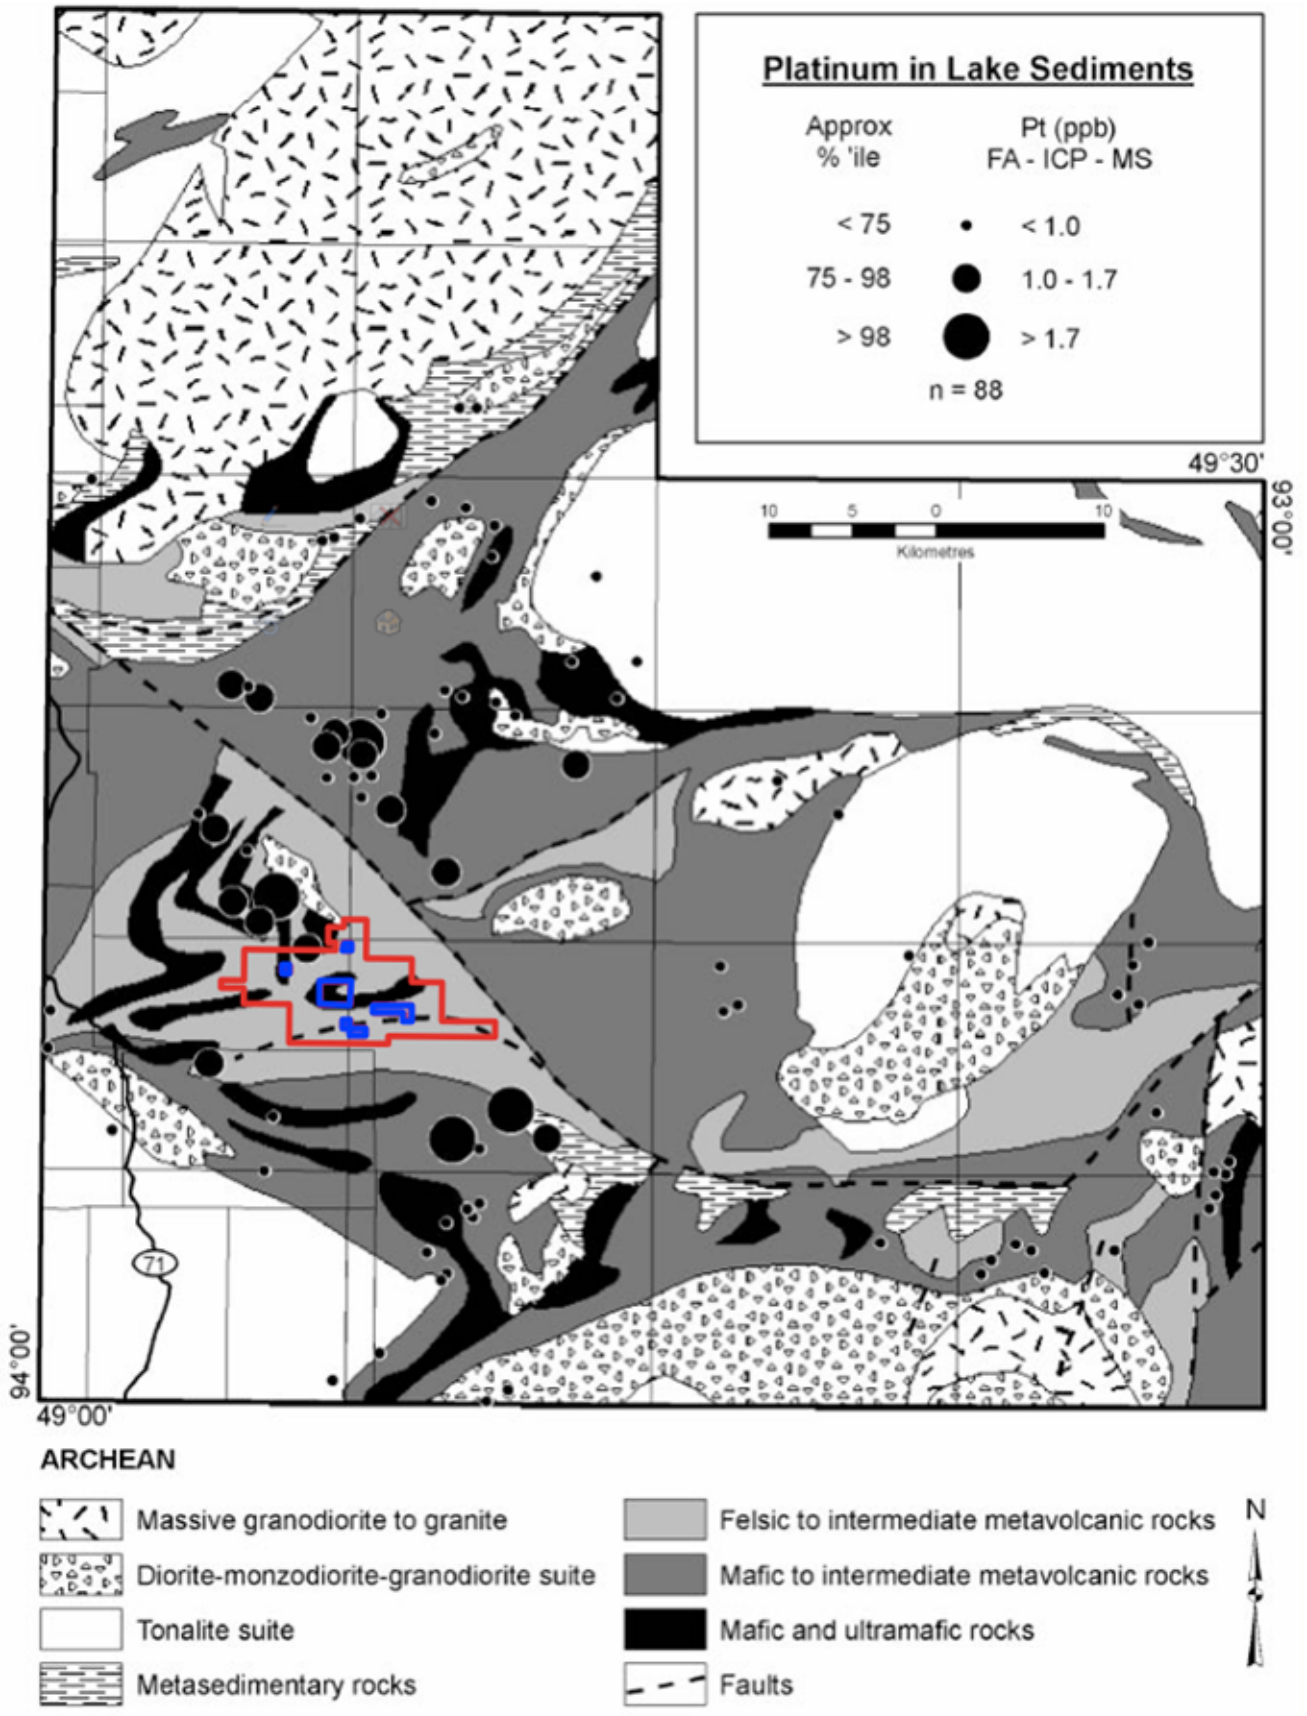 Platinum in Lake Sediments
Approx Pt (ppb)
% 'ile FA - ICP - MS
< 75 < 1.0
75 - 98 1.0 - 1.7
> 98 > 1.7
n = 88
49°30'
93°00'
10 5 0 10
Kilometres
71
94°00'
49°00'
ARCHEAN
Massive granodiorite to granite
Diorite-monzodiorite-granodiorite suite
Tonalite suite
Metasedimentary rocks
Felsic to intermediate metavolcanic rocks
Mafic to intermediate metavolcanic rocks
Mafic and ultramafic rocks
Faults
N